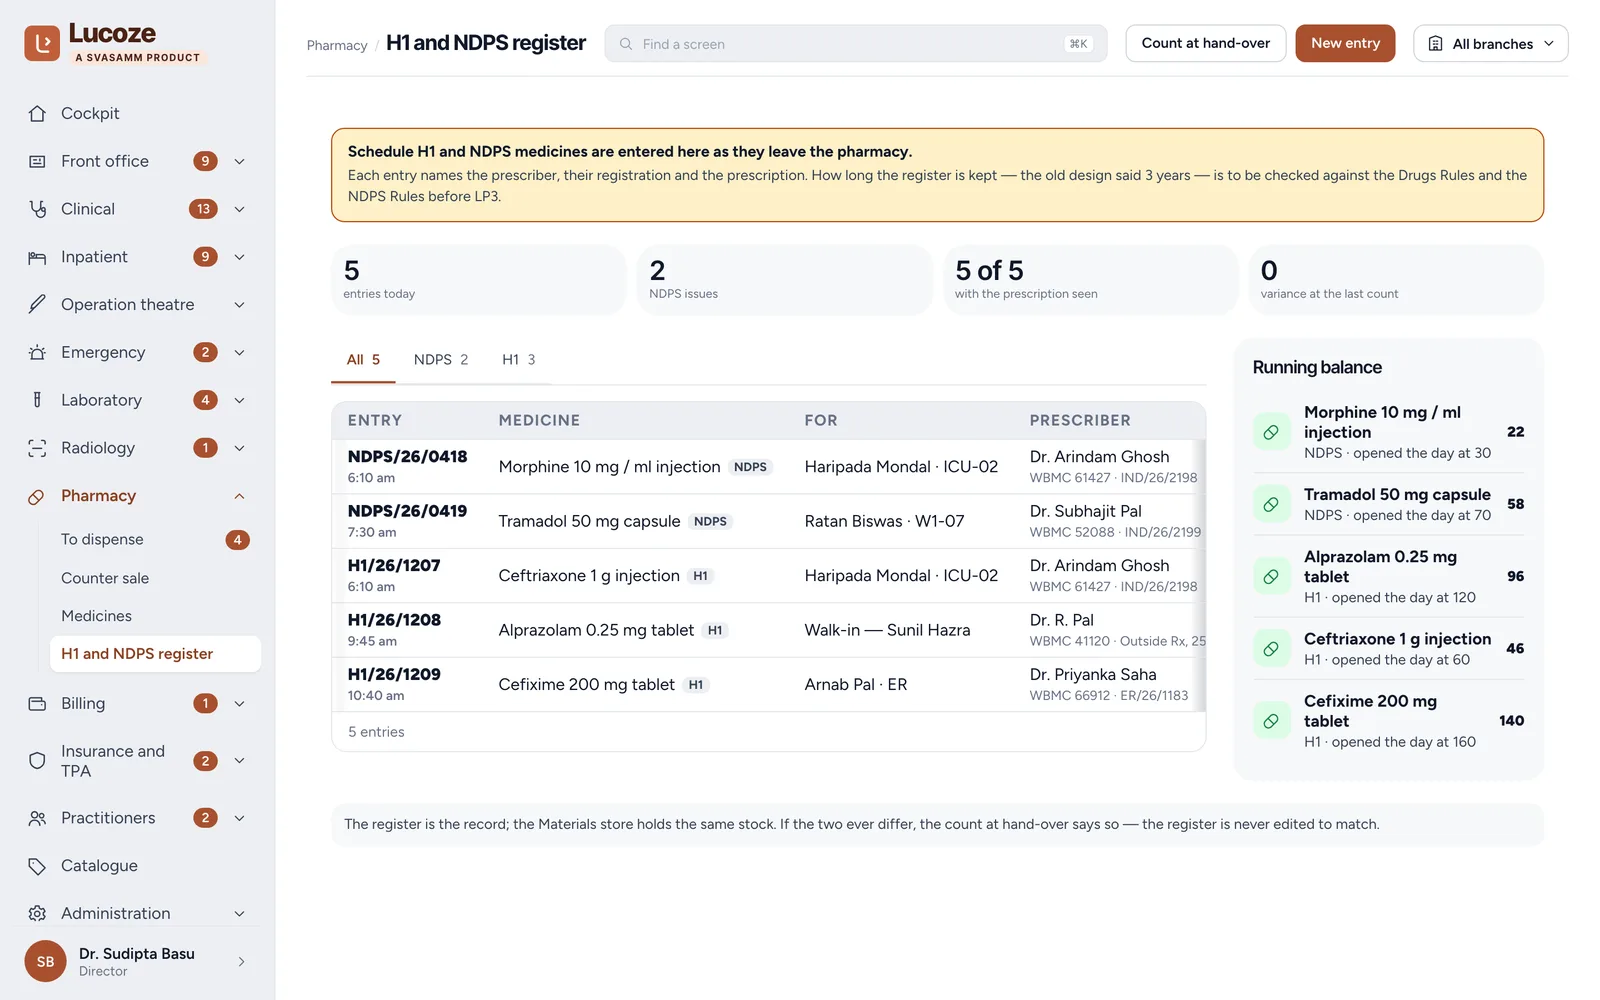 Lucoze
A SVASAMM PRODUCT
Cockpit
Front office 9
Clinical 13
Inpatient 9
Operation theatre
Emergency 2
Laboratory 4
Radiology 1
Pharmacy
To dispense 4
Counter sale
Medicines
H1 and NDPS register
Billing 1
Insurance and
TPA 2
Practitioners 2
Catalogue
Administration
SB
Dr. Sudipta Basu
Director
Pharmacy / H1 and NDPS register
Find a screen ⌘K
Count at hand-over
New entry
All branches
Schedule H1 and NDPS medicines are entered here as they leave the pharmacy.
Each entry names the prescriber, their registration and the prescription. How long the register is kept — the old design said 3 years — is to be checked against the Drugs Rules and the
NDPS Rules before LP3.
5
entries today
2
NDPS issues
5 of 5
with the prescription seen
0
variance at the last count
All 5 NDPS 2 H1 3
ENTRY MEDICINE FOR PRESCRIBER
NDPS/26/0418 Morphine 10 mg / ml injection NDPS Haripada Mondal · ICU-02 Dr. Arindam Ghosh
6:10 am WBMC 61427 · IND/26/2198
NDPS/26/0419 Tramadol 50 mg capsule NDPS Ratan Biswas · W1-07 Dr. Subhajit Pal
7:30 am WBMC 52088 · IND/26/2199
H1/26/1207 Ceftriaxone 1 g injection H1 Haripada Mondal · ICU-02 Dr. Arindam Ghosh
6:10 am WBMC 61427 · IND/26/2198
H1/26/1208 Alprazolam 0.25 mg tablet H1 Walk-in — Sunil Hazra Dr. R. Pal
9:45 am WBMC 41120 · Outside Rx, 25
H1/26/1209 Cefixime 200 mg tablet H1 Arnab Pal · ER Dr. Priyanka Saha
10:40 am WBMC 66912 · ER/26/1183
5 entries
Running balance
Morphine 10 mg / ml
injection 22
NDPS · opened the day at 30
Tramadol 50 mg capsule 58
NDPS · opened the day at 70
Alprazolam 0.25 mg
tablet 96
H1 · opened the day at 120
Ceftriaxone 1 g injection 46
H1 · opened the day at 60
Cefixime 200 mg
tablet 140
H1 · opened the day at 160
The register is the record; the Materials store holds the same stock. If the two ever differ, the count at hand-over says so — the register is never edited to match.